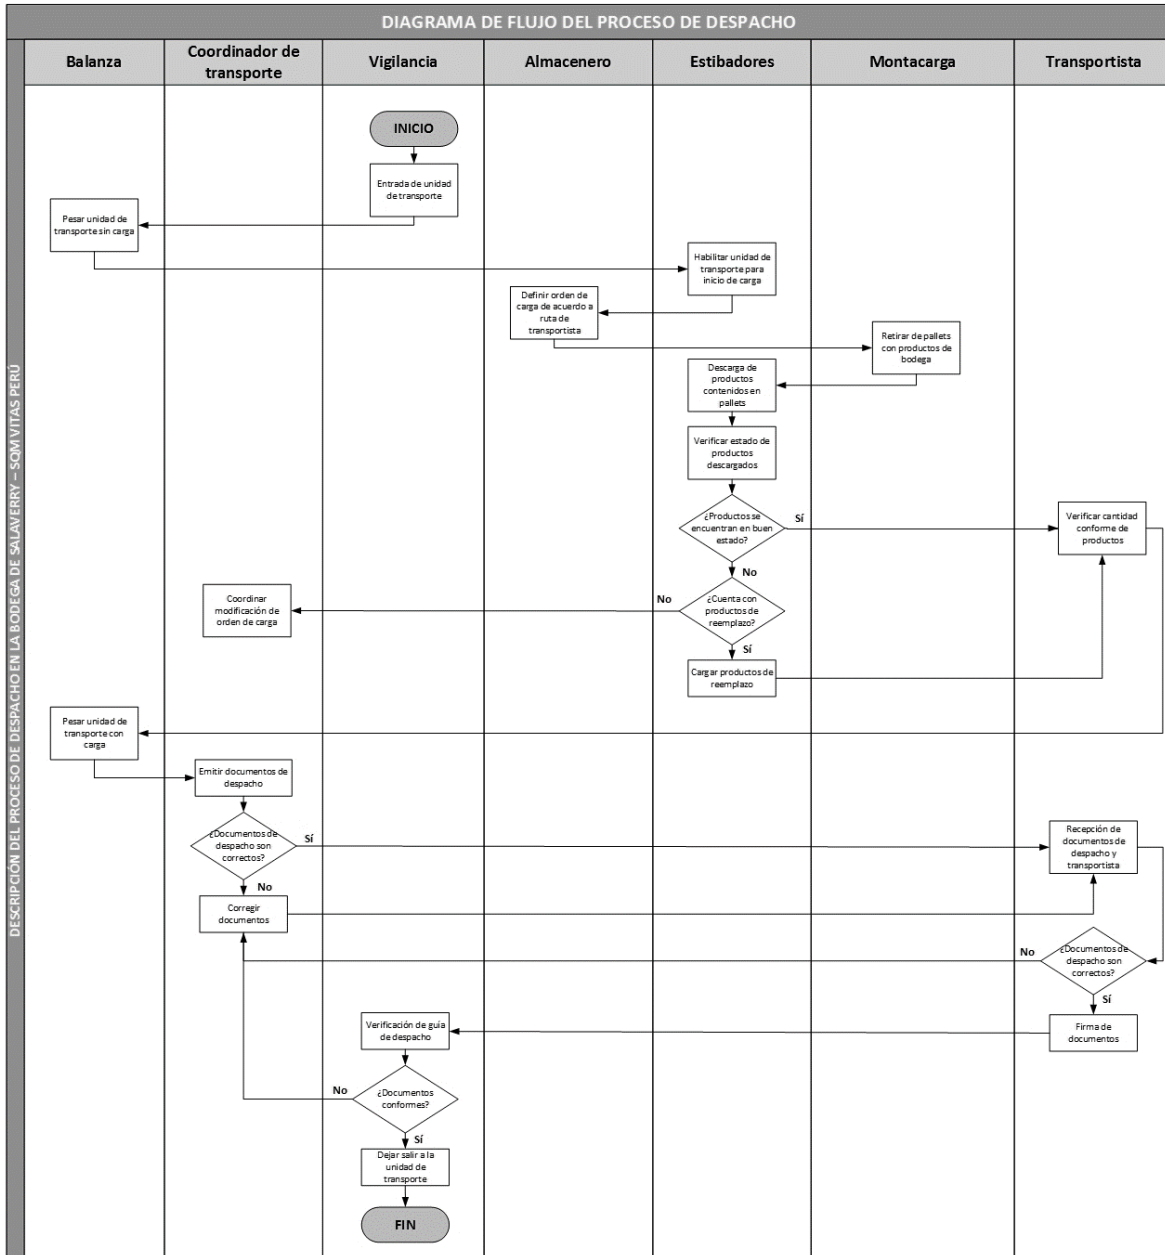 DIAGRAMA DE FLUJO DEL PROCESO DE DESPACHO
DESCRIPCIÓN DEL PROCESO DE DESPACHO EN LA BODEGA DE SALAVERRY – SQM VITAS PERÚ
Balanza
Coordinador de
transporte
Vigilancia
Almacenero
Estibadores
Montacarga
Transportista
INICIO
Entrada de unidad
de transporte
Pesar unidad de
transporte sin carga
Habilitar unidad de
transporte para
inicio de carga
Definir orden de
carga de acuerdo a
ruta de
transportista
Retirar de pallets
con productos de
bodega
Descarga de
productos
contenidos en
pallets
Verificar estado de
productos
descargados
¿Productos se
encuentran en buen
estado?
Sí
Verificar cantidad
conforme de
productos
No
¿Cuenta con
productos de
reemplazo?
No
Coordinar
modificación de
orden de carga
Sí
Cargar productos de
reemplazo
Pesar unidad de
transporte con
carga
Emitir documentos de
despacho
¿Documentos de
despacho son
correctos?
Sí
Recepción de
documentos de
despacho y
transportista
No
Corregir
documentos
¿Documentos de
despacho son
correctos?
No
Sí
Firma de
documentos
Verificación de guía
de despacho
¿Documentos
conformes?
No
Sí
Dejar salir a la
unidad de
transporte
FIN